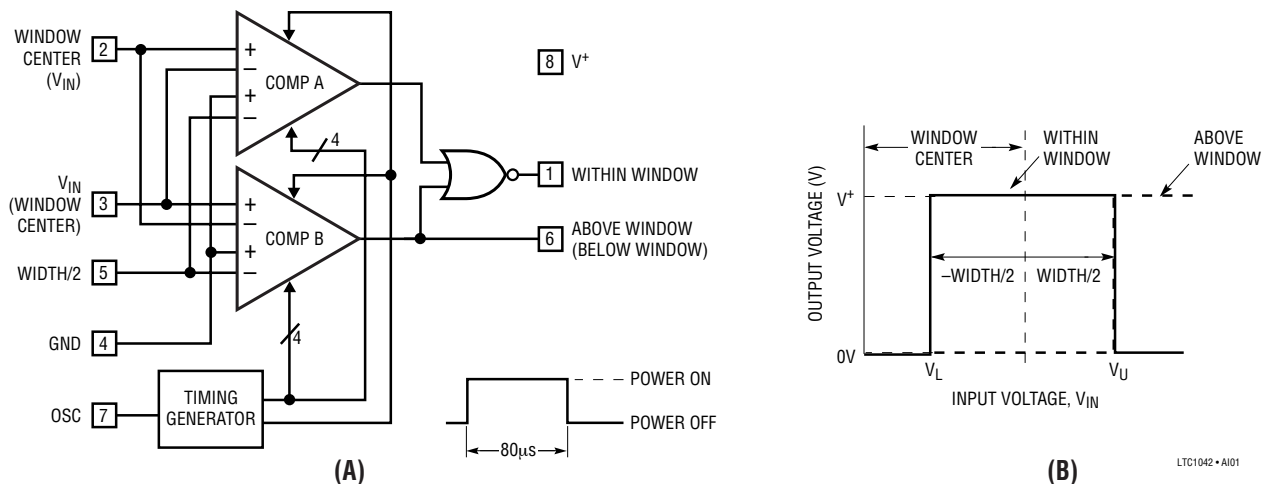 WINDOW
CENTER
(VIN)
2
+
−
+
−
COMP A
4
8
V+
VIN
(WINDOW
CENTER)
3
+
−
+
−
COMP B
4
1
WITHIN WINDOW
6
ABOVE WINDOW
(BELOW WINDOW)
WIDTH/2
5
GND
4
OSC
7
TIMING
GENERATOR
POWER ON
POWER OFF
80µs
(A)
WINDOW
CENTER
WITHIN
WINDOW
ABOVE
WINDOW
OUTPUT VOLTAGE (V)
V+
–WIDTH/2
WIDTH/2
0V
VL
VU
INPUT VOLTAGE, VIN
(B)
LTC1042 • AI01